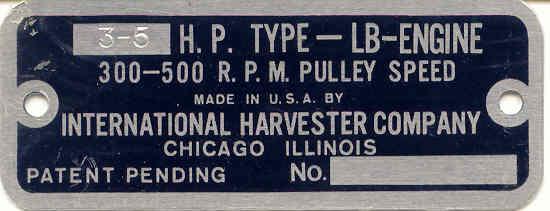 3-5 H. P. TYPE — LB-ENGINE
300-500 R. P. M. PULLEY SPEED
MADE IN U.S.A. BY
INTERNATIONAL HARVESTER COMPANY
CHICAGO ILLINOIS
PATENT PENDING No.